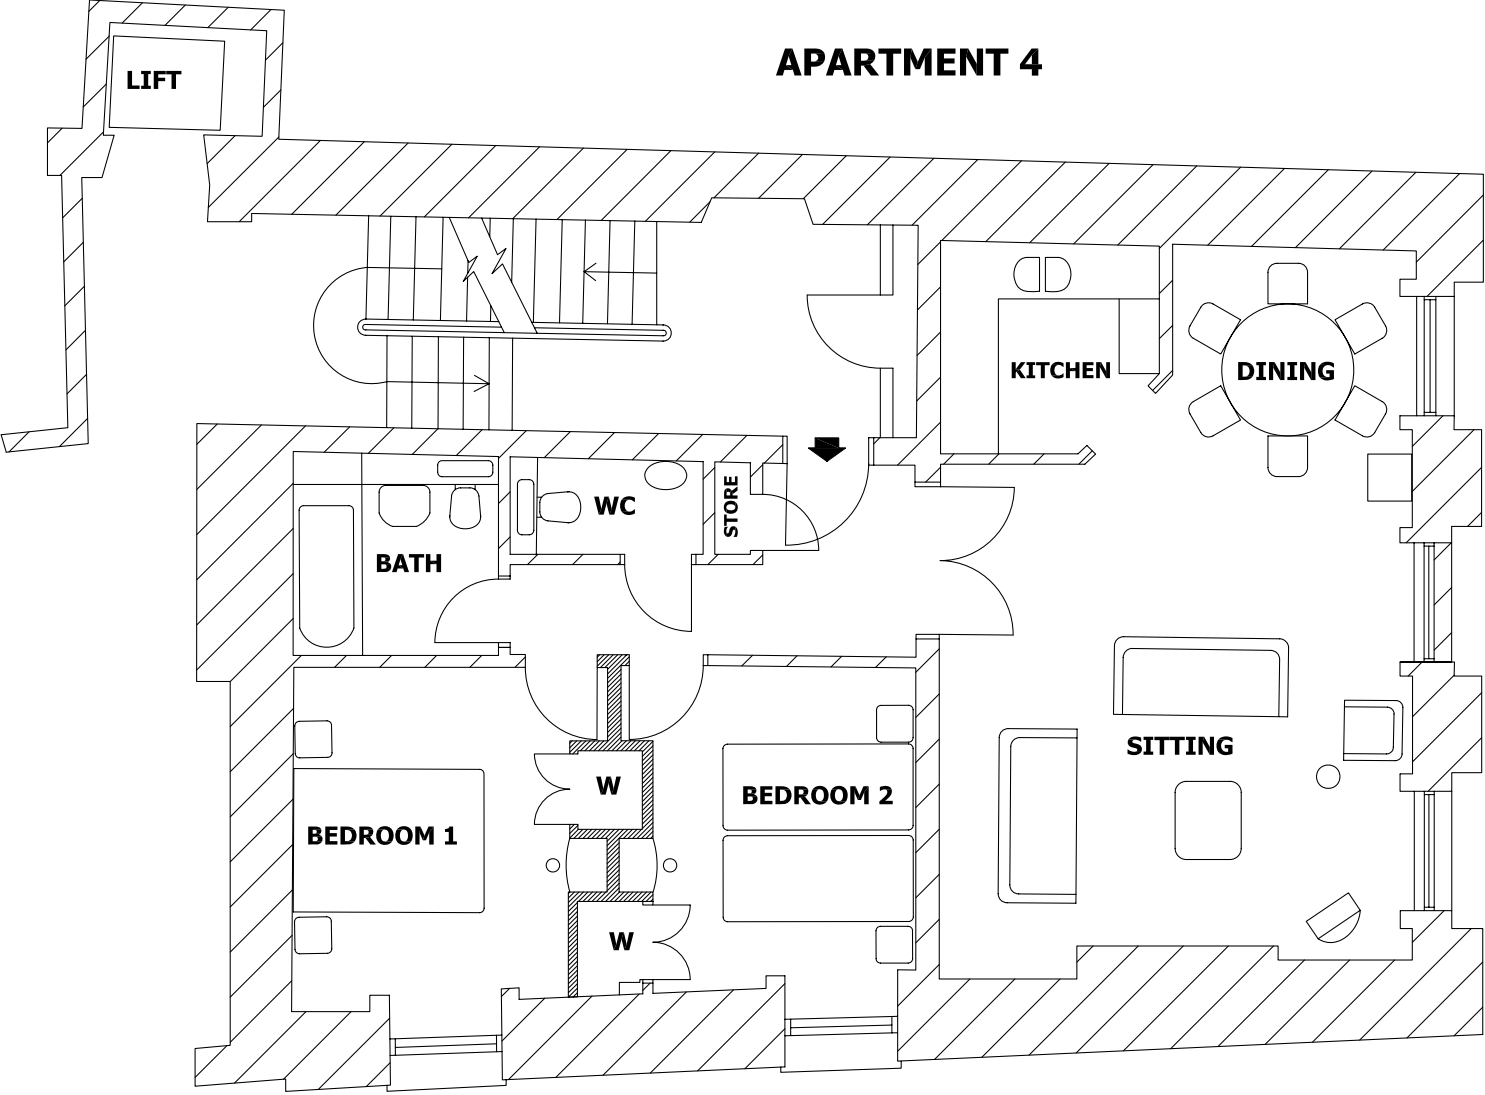 APARTMENT 4
LIFT
KITCHEN
DINING
STORE
WC
BATH
SITTING
W
BEDROOM 2
BEDROOM 1
W